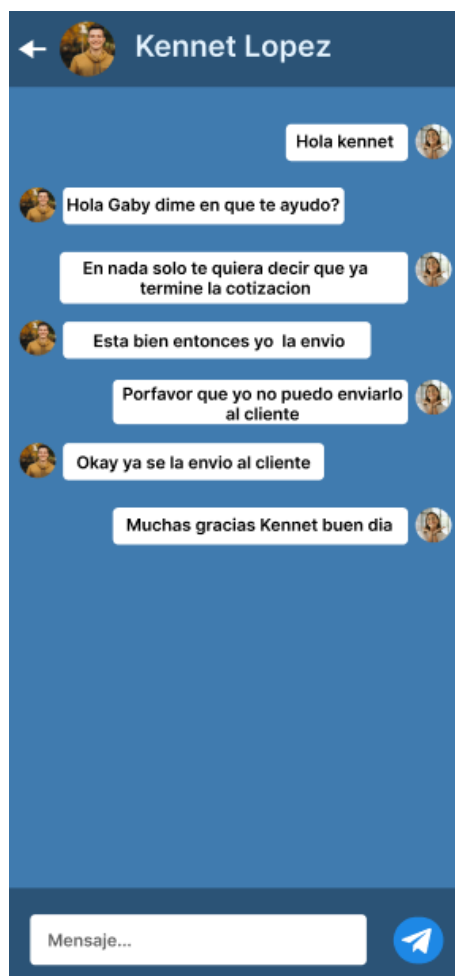 Kennet Lopez
Hola kennet
Hola Gaby dime en que te ayudo?
En nada solo te quiera decir que ya
termine la cotizacion
Esta bien entonces yo la envio
Porfavor que yo no puedo enviarlo
al cliente
Okay ya se la envio al cliente
Muchas gracias Kennet buen dia
Mensaje...